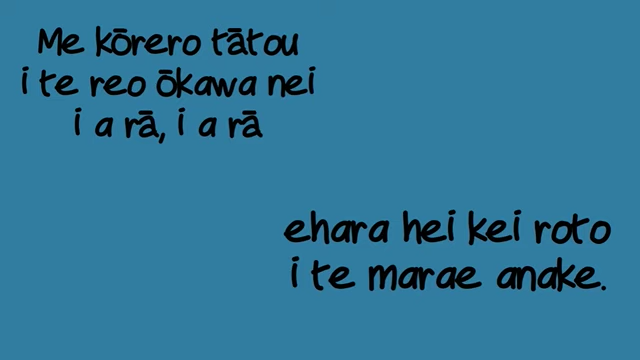 Me kōrero tātou
i te reo ōkawa nei
i a rā, i a rā
ehara hei kei roto
i te marae anake.